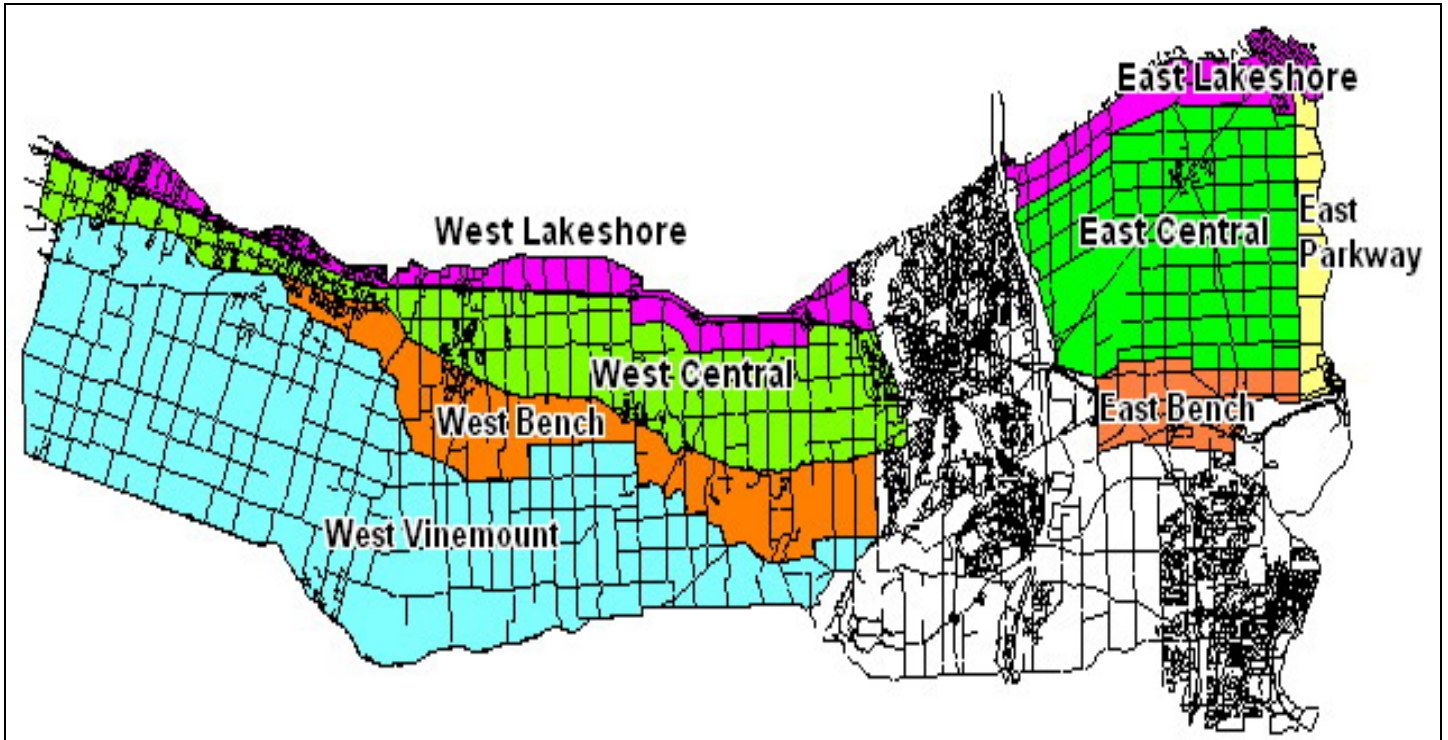 East Lakeshore
East
Parkway
West Lakeshore
East Central
West Central
West Bench
East Bench
West Vinemount